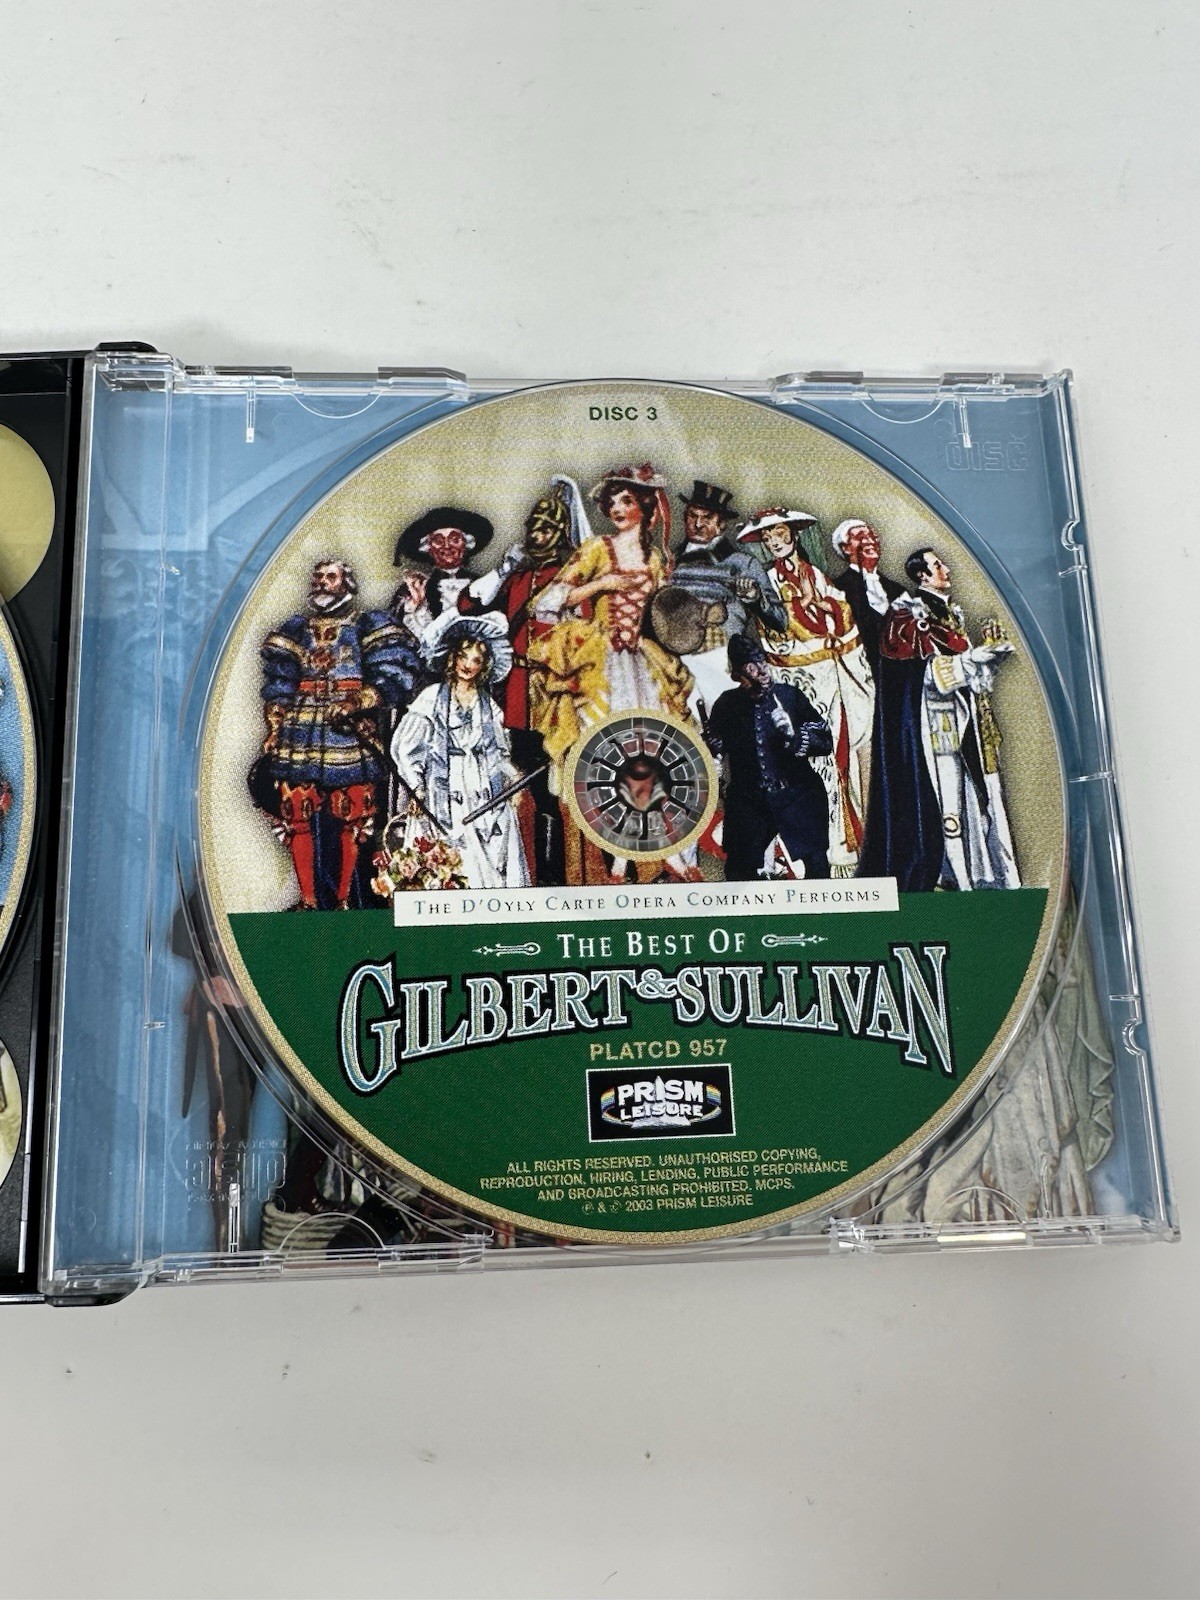 DISC 3
DISC
THE D'OYLY CARTE OPERA COMPANY PERFORMS
THE BEST OF
GILBERT & SULLIVAN
PLATCD 957
PRISM
LEISURE
ALL RIGHTS RESERVED. UNAUTHORISED COPYING,
REPRODUCTION, HIRING, LENDING, PUBLIC PERFORMANCE
AND BROADCASTING PROHIBITED. MCPS.
℗ & © 2003 PRISM LEISURE